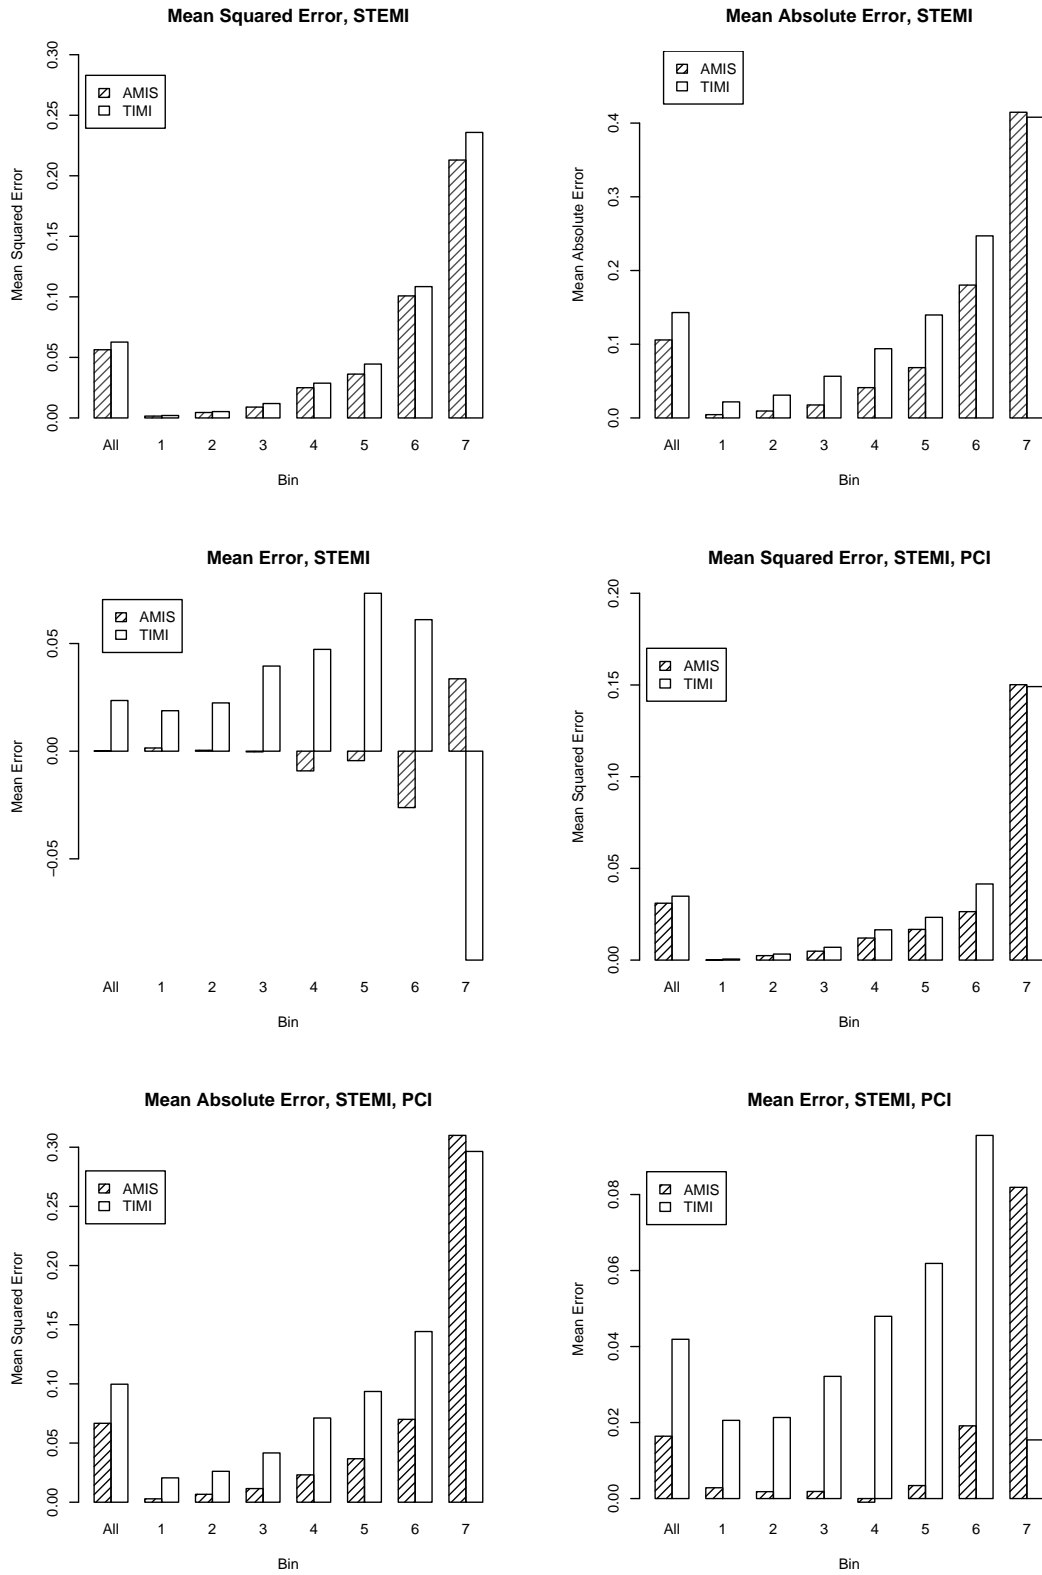 Mean Squared Error, STEMI
Mean Squared Error
0.00 0.05 0.10 0.15 0.20 0.25 0.30
AMIS
TIMI
All 1 2 3 4 5 6 7
Bin
Mean Absolute Error, STEMI
Mean Absolute Error
0.0 0.1 0.2 0.3 0.4
AMIS
TIMI
All 1 2 3 4 5 6 7
Bin
Mean Error, STEMI
Mean Error
−0.05 0.00 0.05
AMIS
TIMI
All 1 2 3 4 5 6 7
Bin
Mean Squared Error, STEMI, PCI
Mean Squared Error
0.00 0.05 0.10 0.15 0.20
AMIS
TIMI
All 1 2 3 4 5 6 7
Bin
Mean Absolute Error, STEMI, PCI
Mean Squared Error
0.00 0.05 0.10 0.15 0.20 0.25 0.30
AMIS
TIMI
All 1 2 3 4 5 6 7
Bin
Mean Error, STEMI, PCI
Mean Error
0.00 0.02 0.04 0.06 0.08
AMIS
TIMI
All 1 2 3 4 5 6 7
Bin